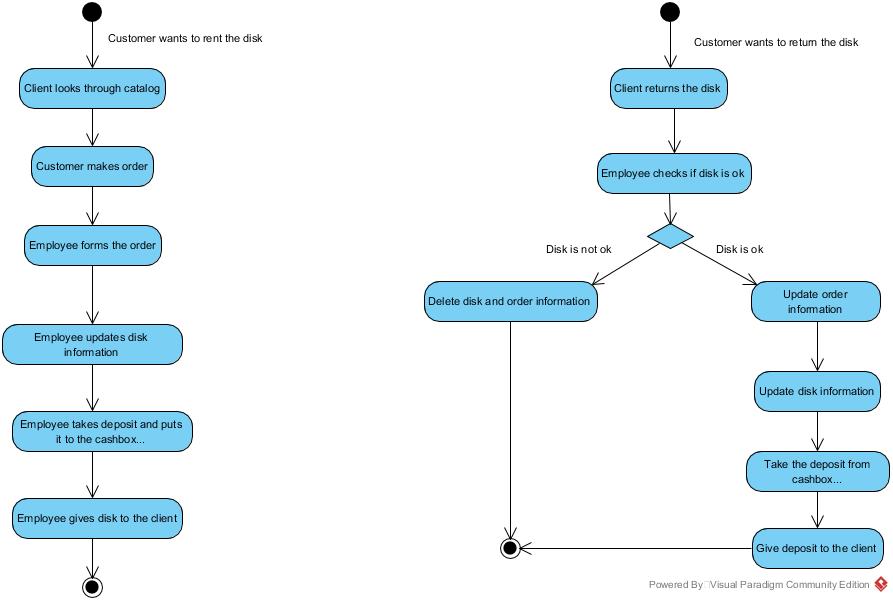 Customer wants to rent the disk
Client looks through catalog
Customer makes order
Employee forms the order
Employee updates disk
information
Employee takes deposit and puts
it to the cashbox...
Employee gives disk to the client
Customer wants to return the disk
Client returns the disk
Employee checks if disk is ok
Disk is not ok
Disk is ok
Delete disk and order information
Update order
information
Update disk information
Take the deposit from
cashbox...
Give deposit to the client
Powered By Visual Paradigm Community Edition